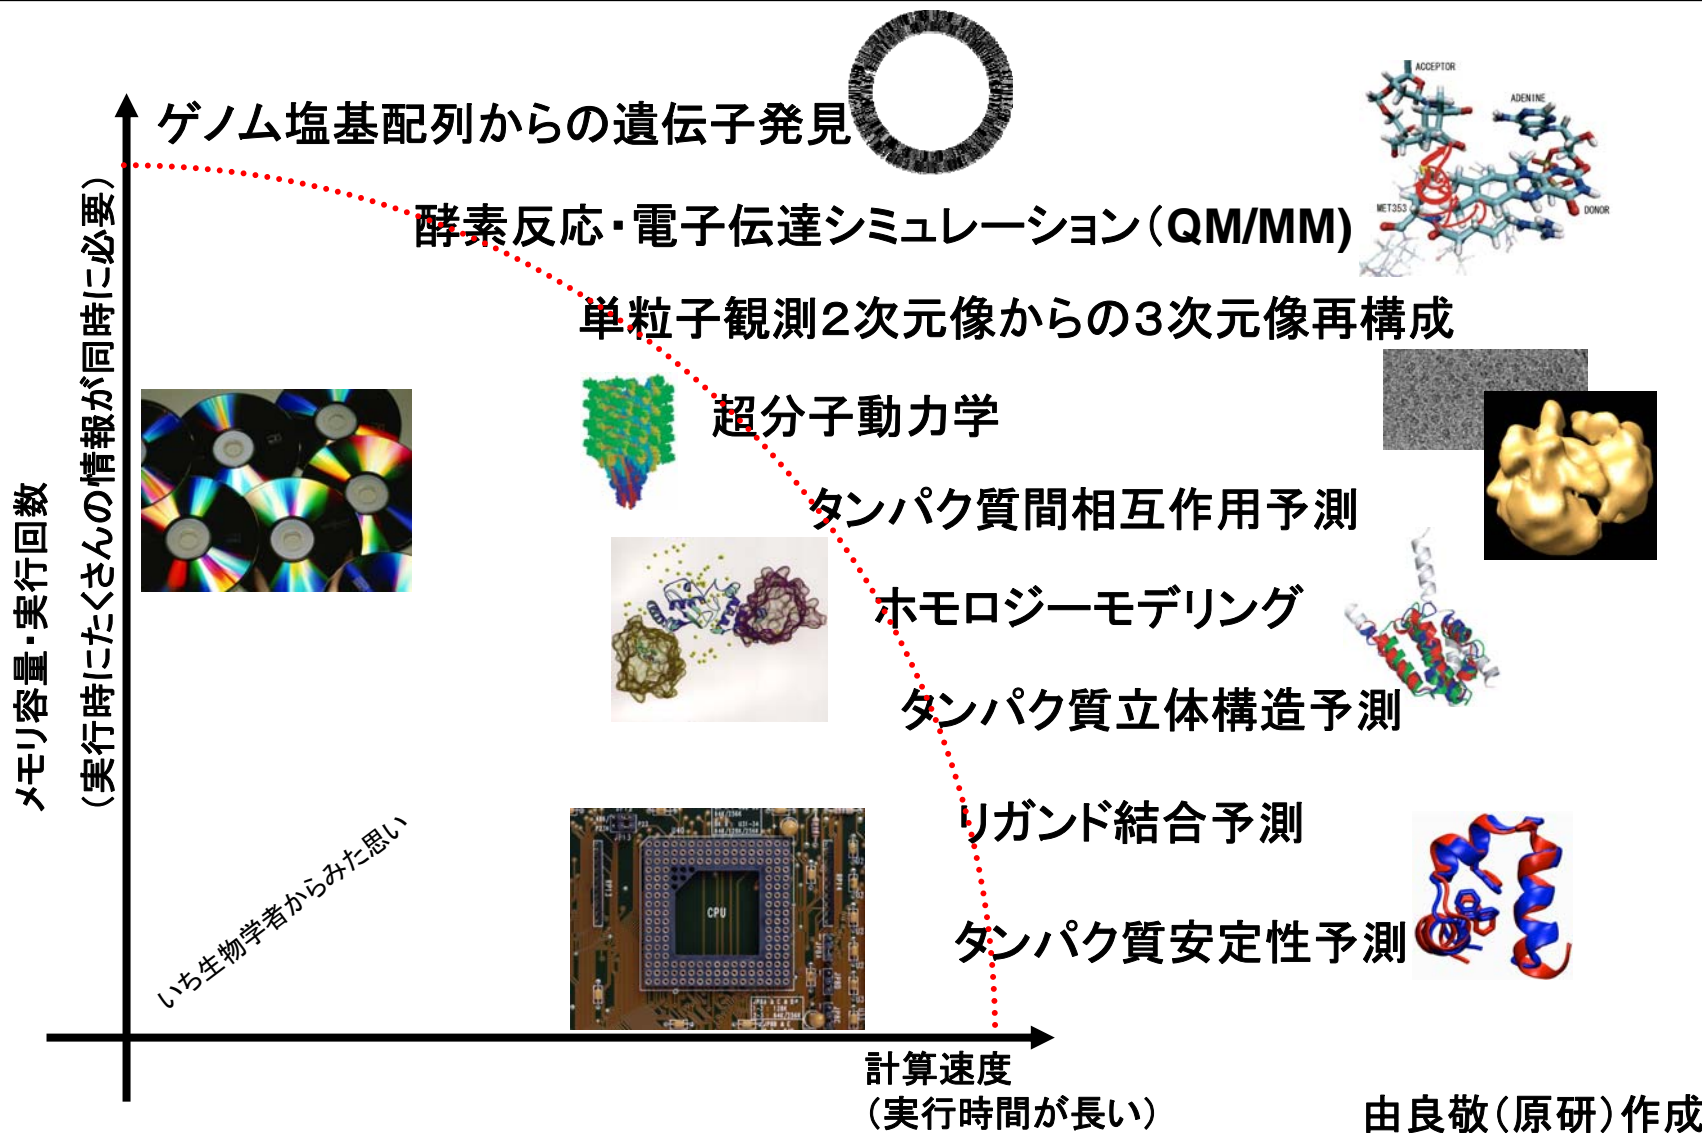 ゲノム塩基配列からの遺伝子発見
ACCEPTOR
ADENINE
MET353
DONOR
酵素反応・電子伝達シミュレーション（QM/MM)
単粒子観測２次元像からの３次元像再構成
超分子動力学
タンパク質間相互作用予測
ホモロジーモデリング
タンパク質立体構造予測
リガンド結合予測
タンパク質安定性予測
メモリ容量・実行回数
（実行時にたくさんの情報が同時に必要）
いち生物学者からみた思い
CPU
計算速度
（実行時間が長い）
由良敬（原研）作成